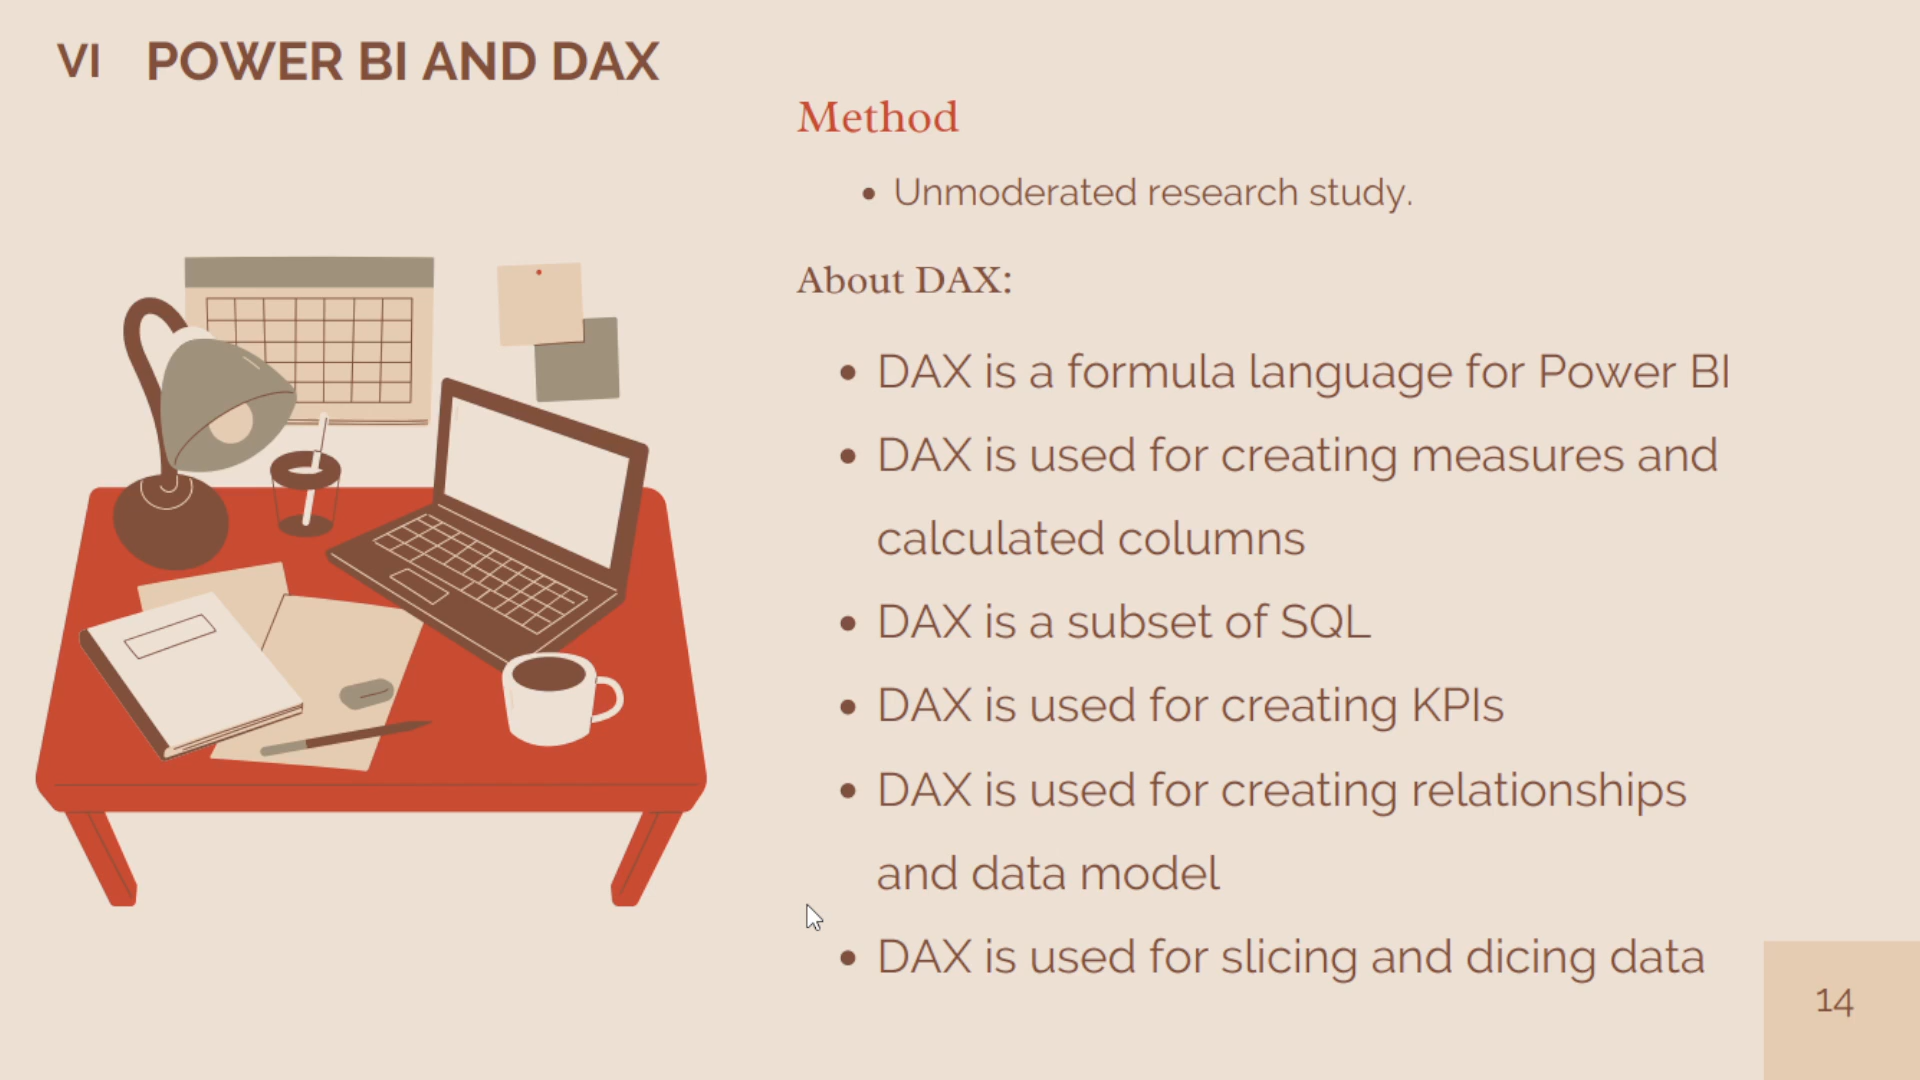 VI POWER BI AND DAX
Method
• Unmoderated research study.
About DAX:
• DAX is a formula language for Power BI
• DAX is used for creating measures and
calculated columns
• DAX is a subset of SQL
• DAX is used for creating KPIs
• DAX is used for creating relationships
and data model
• DAX is used for slicing and dicing data
14